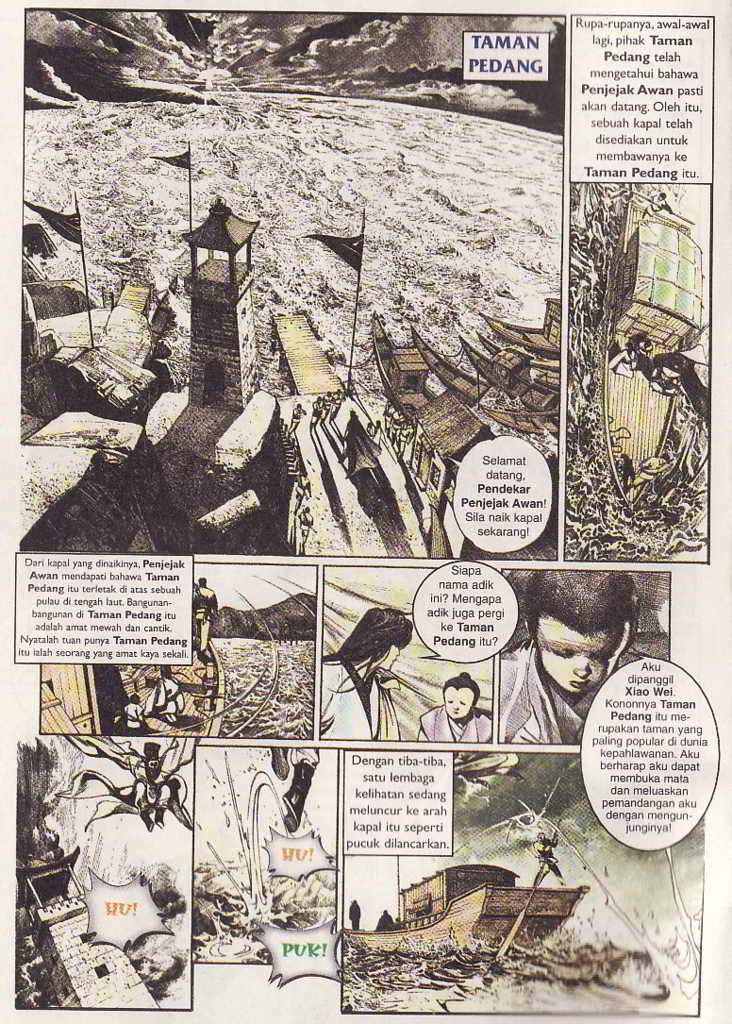 TAMAN
PEDANG
Rupa-rupanya, awal-awal
lagi, pihak Taman
Pedang telah
mengetahui bahawa
Penjejak Awan pasti
akan datang. Oleh itu,
sebuah kapal telah
disediakan untuk
membawanya ke
Taman Pedang itu.
Selamat
datang,
Pendekar
Penjejak Awan!
Sila naik kapal
sekarang!
Dari kapal yang dinaikinya, Penjejak
Awan mendapati bahawa Taman
Pedang itu terletak di atas sebuah
pulau di tengah laut. Bangunan-
bangunan di Taman Pedang itu
adalah amat mewah dan cantik.
Nyatalah tuan punya Taman Pedang
itu ialah seorang yang amat kaya sekali.
Siapa
nama adik
ini? Mengapa
adik juga pergi
ke Taman
Pedang itu?
Aku
dipanggil
Xiao Wei.
Kononnya Taman
Pedang itu me-
rupakan taman yang
paling popular di dunia
kepahlawanan. Aku
berharap aku dapat
membuka mata
dan meluaskan
pemandangan aku
dengan mengun-
junginya!
HU!
HU!
PUK!
Dengan tiba-tiba,
satu lembaga
kelihatan sedang
meluncur ke arah
kapal itu seperti
pucuk dilancarkan.